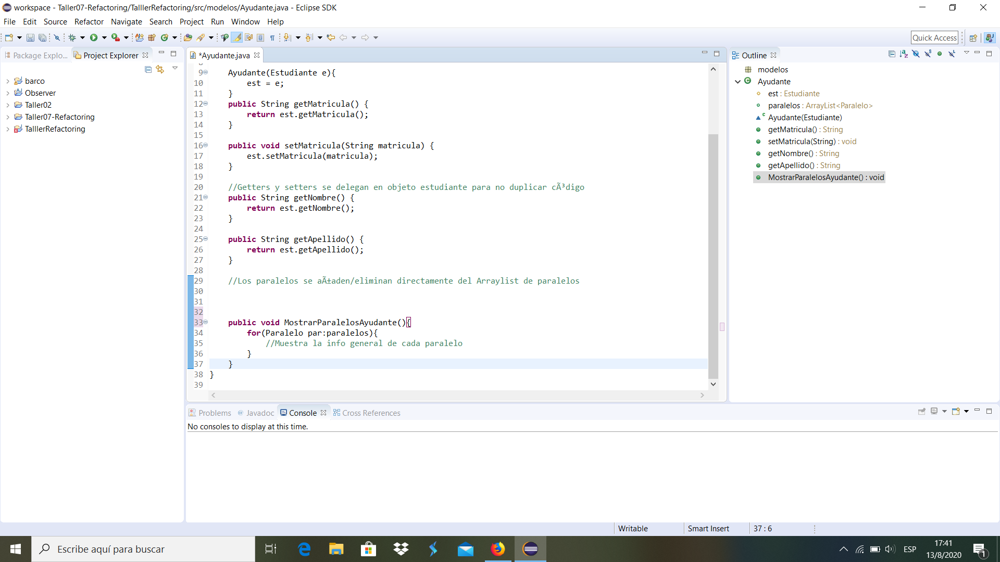 workspace - Taller07-Refactoring/TalllerRefactoring/src/modelos/Ayudante.java - Eclipse SDK
File Edit Source Refactor Navigate Search Project Run Window Help
Quick Access
Package Explo... Project Explorer
barco
Observer
Taller02
Taller07-Refactoring
TalllerRefactoring
*Ayudante.java
9 Ayudante(Estudiante e){
10 est = e;
11 }
12 public String getMatricula() {
13 return est.getMatricula();
14 }
15
16 public void setMatricula(String matricula) {
17 est.setMatricula(matricula);
18 }
19
20 //Getters y setters se delegan en objeto estudiante para no duplicar cÃ³digo
21 public String getNombre() {
22 return est.getNombre();
23 }
24
25 public String getApellido() {
26 return est.getApellido();
27 }
28
29 //Los paralelos se aÃ±aden/eliminan directamente del Arraylist de paralelos
30
31
32
33 public void MostrarParalelosAyudante(){
34 for(Paralelo par:paralelos){
35 //Muestra la info general de cada paralelo
36 }
37 }
38 }
39
Outline
modelos
Ayudante
est : Estudiante
paralelos : ArrayList<Paralelo>
Ayudante(Estudiante)
getMatricula() : String
setMatricula(String) : void
getNombre() : String
getApellido() : String
MostrarParalelosAyudante() : void
Problems @ Javadoc Console Cross References
No consoles to display at this time.
Writable Smart Insert 37 : 6
Escribe aquí para buscar
ESP
17:41
13/8/2020
1